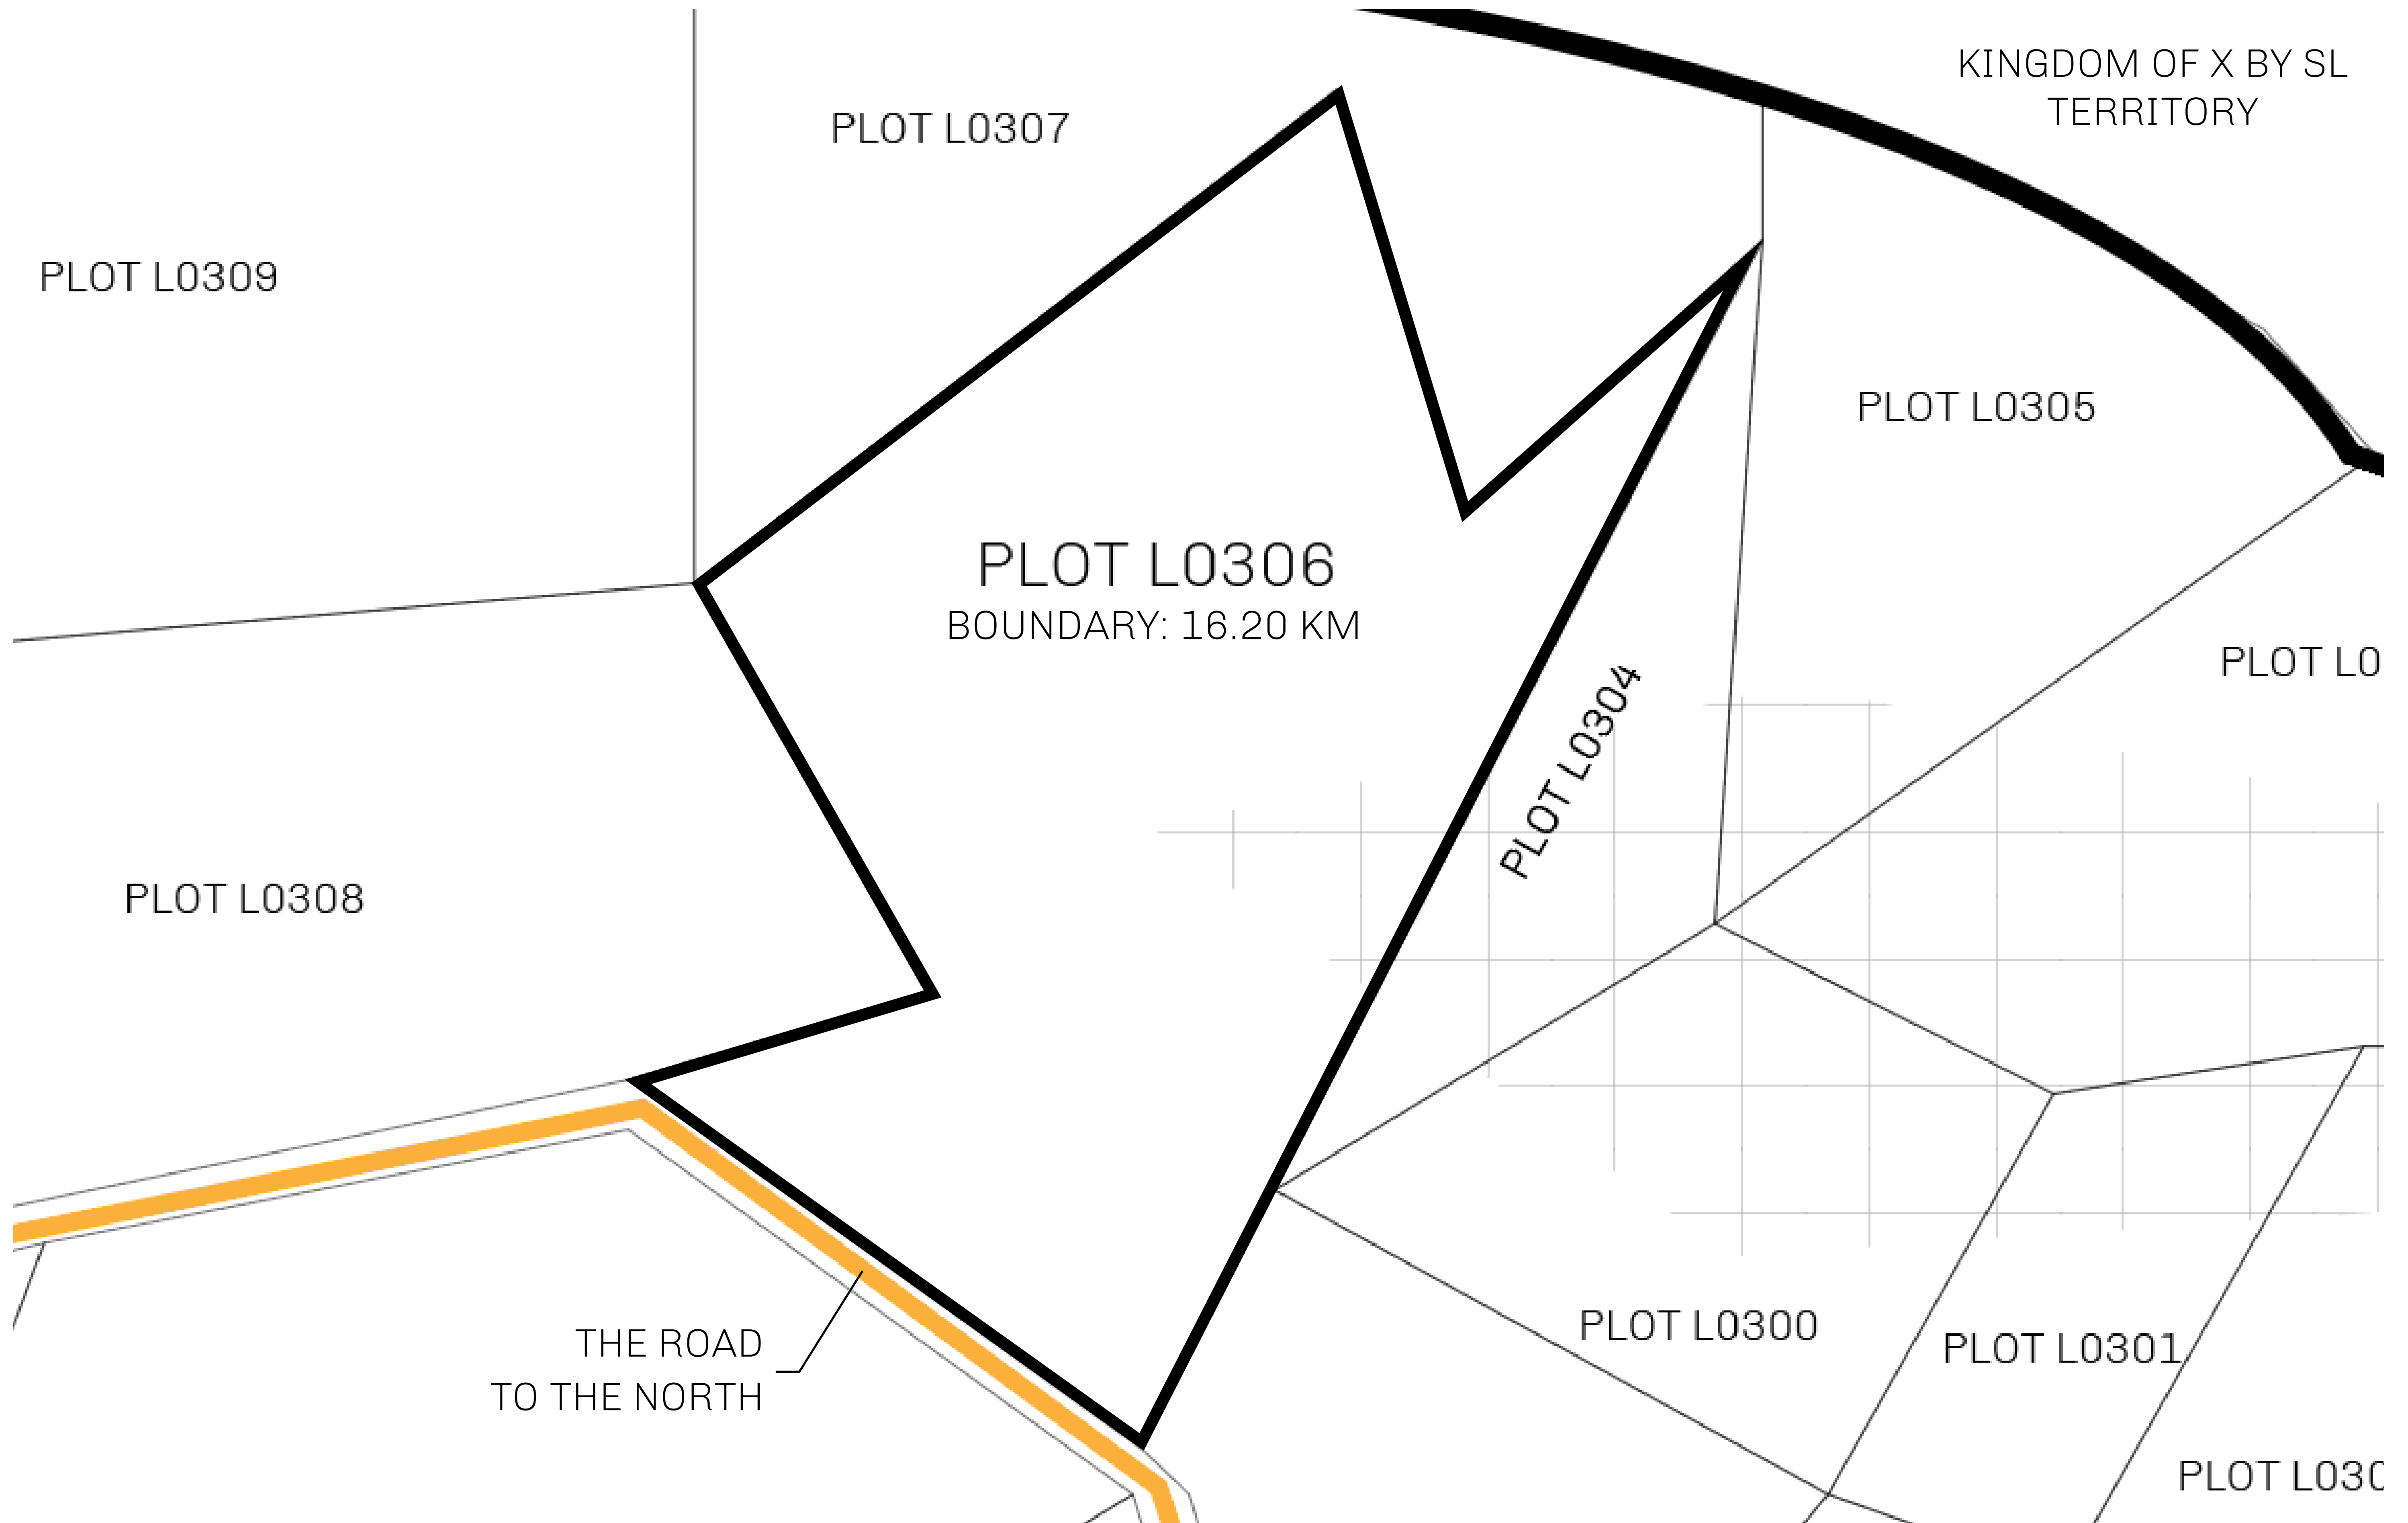 KINGDOM OF X BY SL
TERRITORY
PLOT L0307
PLOT L0309
PLOT L0305
PLOT L0306
BOUNDARY: 16.20 KM
PLOT L0
PLOT L0304
PLOT L0308
PLOT L0300
THE ROAD
TO THE NORTH
PLOT L0301
PLOT L030